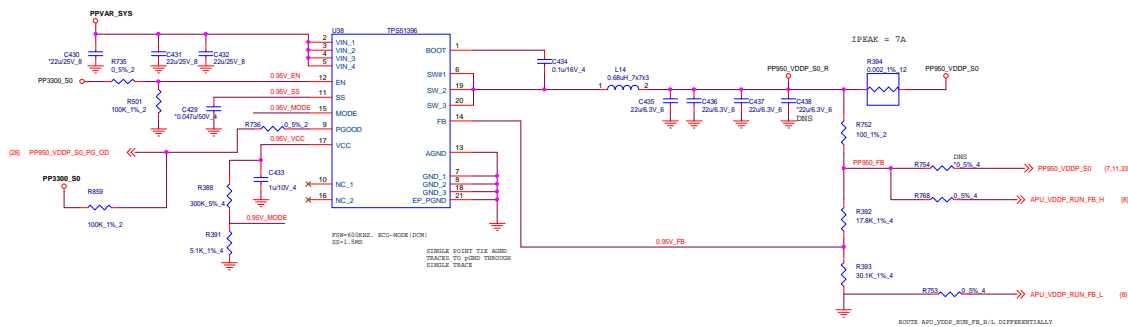 PPVAR_SYS
C430
*22u/25V_8
C431
22u/25V_8
C432
22u/25V_8
R735
0_5%_2
PP3300_S0
R501
100K_1%_2
C429
*0.047u/50V_4
0.95V_EN
0.95V_SS
0.95V_MODE
R736
0_5%_2
0.95V_VCC
(28) PP950_VDDP_S0_PG_OD
PP3300_S0
R859
100K_1%_2
R388
300K_5%_4
C433
1u/10V_4
0.95V_MODE
R391
5.1K_1%_4
U38
TPS51396
2 VIN_1
3 VIN_2
4 VIN_3
5 VIN_4
12 EN
11 SS
15 MODE
9 PGOOD
17 VCC
10 NC_1
16 NC_2
BOOT 1
SW#1 6
SW_2 19
SW_3 20
FB 14
AGND 13
GND_1 7
GND_2 8
GND_3 18
EP_PGND 21
FSW=600KHZ. ECO-MODE(DCM)
SS=1.5MS
SINGLE POINT TIE AGND
TRACES TO pGND THROUGH
SINGLE TRACE
C434
0.1u/16V_4
L14
0.68uH_7x7x3
1 2
C435
22u/6.3V_6
C436
22u/6.3V_6
C437
22u/6.3V_6
C438
*22u/6.3V_6
DNS
PP950_VDDP_S0_R
IPEAK = 7A
R394
0.002_1%_12
PP950_VDDP_S0
R752
100_1%_2
PP950_FB
DNS
R754 *0_5%_4
PP950_VDDP_S0 (7,11,33
R768 0_5%_4
APU_VDDP_RUN_FB_H (8)
R392
17.8K_1%_4
0.95V_FB
R393
30.1K_1%_4
R753 0_5%_4
APU_VDDP_RUN_FB_L (8)
ROUTE APU_VDDP_RUN_FB_H/L DIFFERENTIALLY